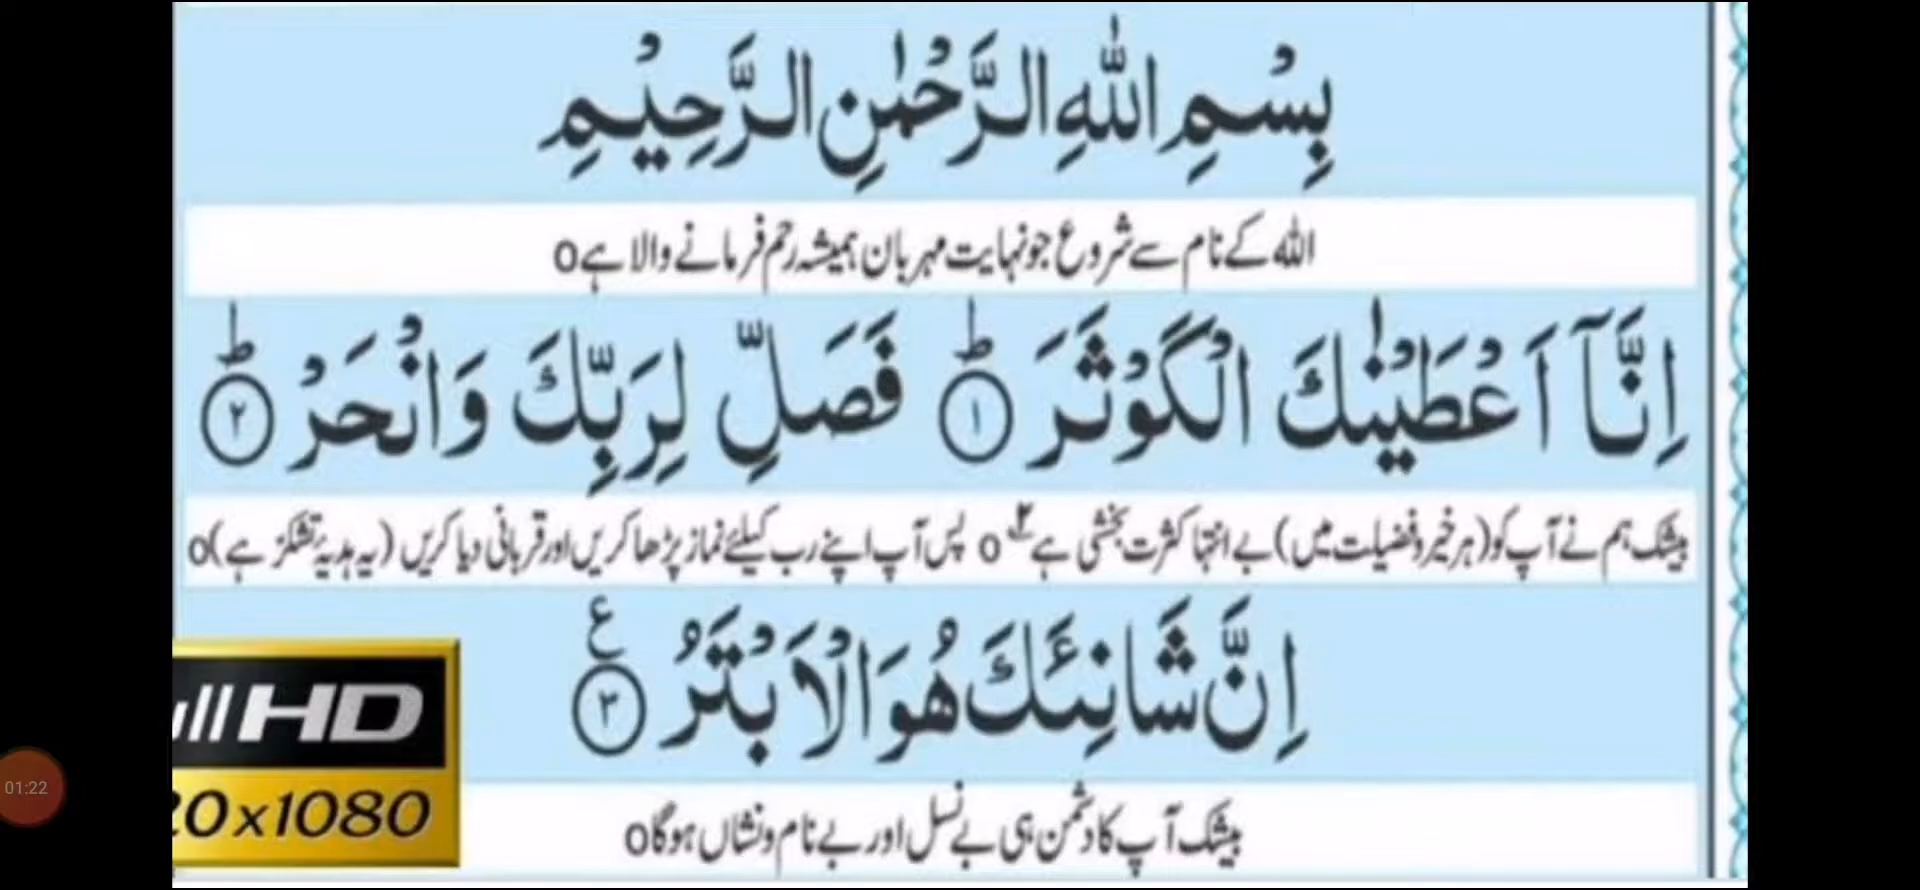 بِسْمِ اللّٰهِ الرَّحْمٰنِ الرَّحِيْمِ
اللہ کے نام سے شروع جو نہایت مہربان ہمیشہ رحم فرمانے والا ہے o
اِنَّآ اَعْطَيْنٰكَ الْكَوْثَرَ ؕ ﴿۱﴾ فَصَلِّ لِرَبِّكَ وَانْحَرْ ؕ ﴿۲﴾
بیشک ہم نے آپ کو (ہر خیر و فضیلت میں) بے انتہا کثرت بخشی ہے o پس آپ اپنے رب کیلئے نماز پڑھا کریں اور قربانی دیا کریں (یہ ہدیۂ تشکرّ ہے) o
اِنَّ شَانِئَكَ هُوَ الْاَبْتَرُ ﴿۳﴾ ع
بیشک آپ کا دشمن ہی بے نسل اور بے نام و نشاں ہوگا o
HD
20x1080
01:22